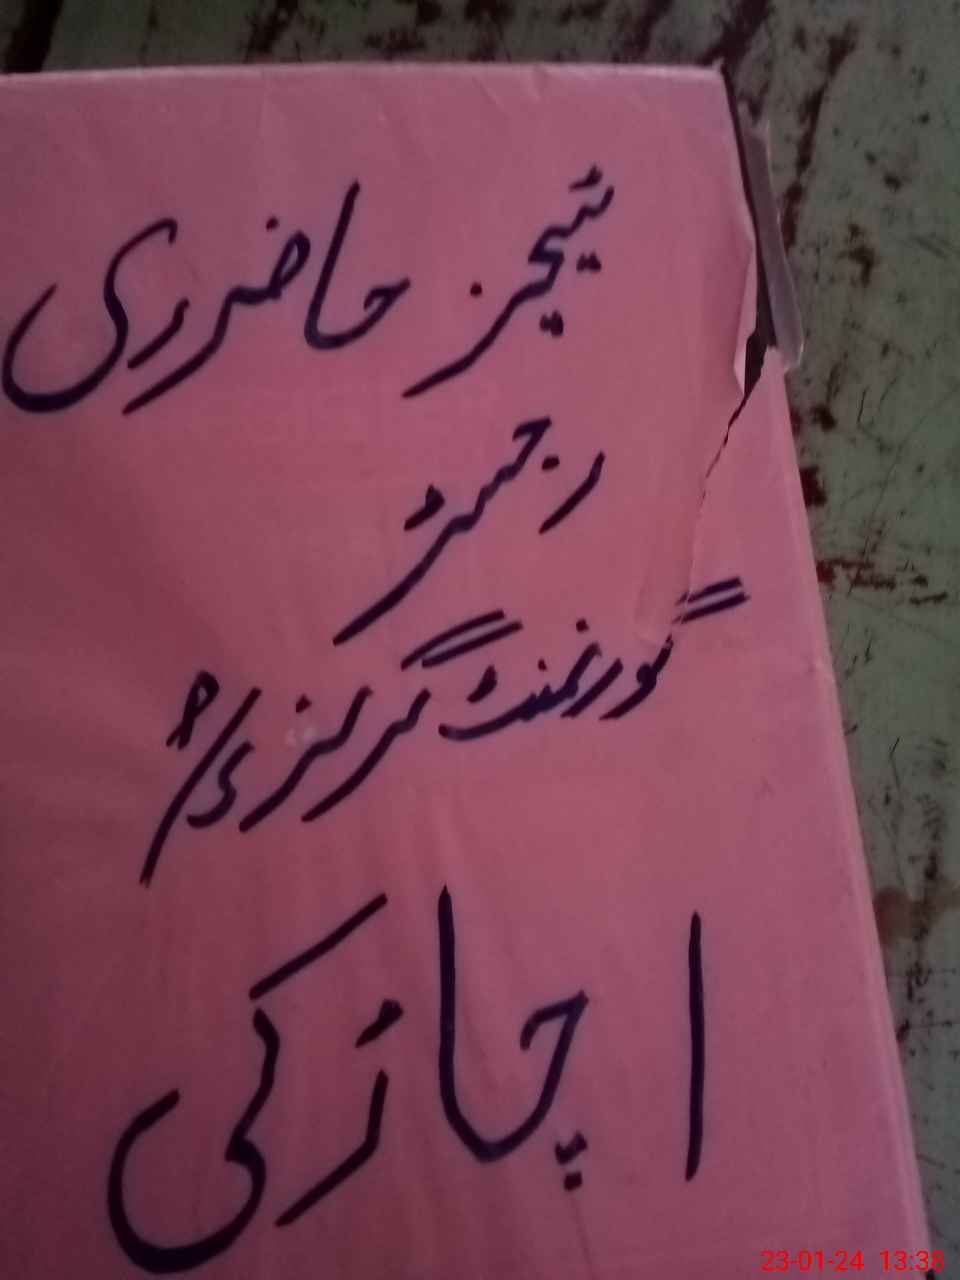 ٹیچرز حاضری
رجسٹر
گورنمنٹ گرلز
اچاڑکی
23-01-24 13:38